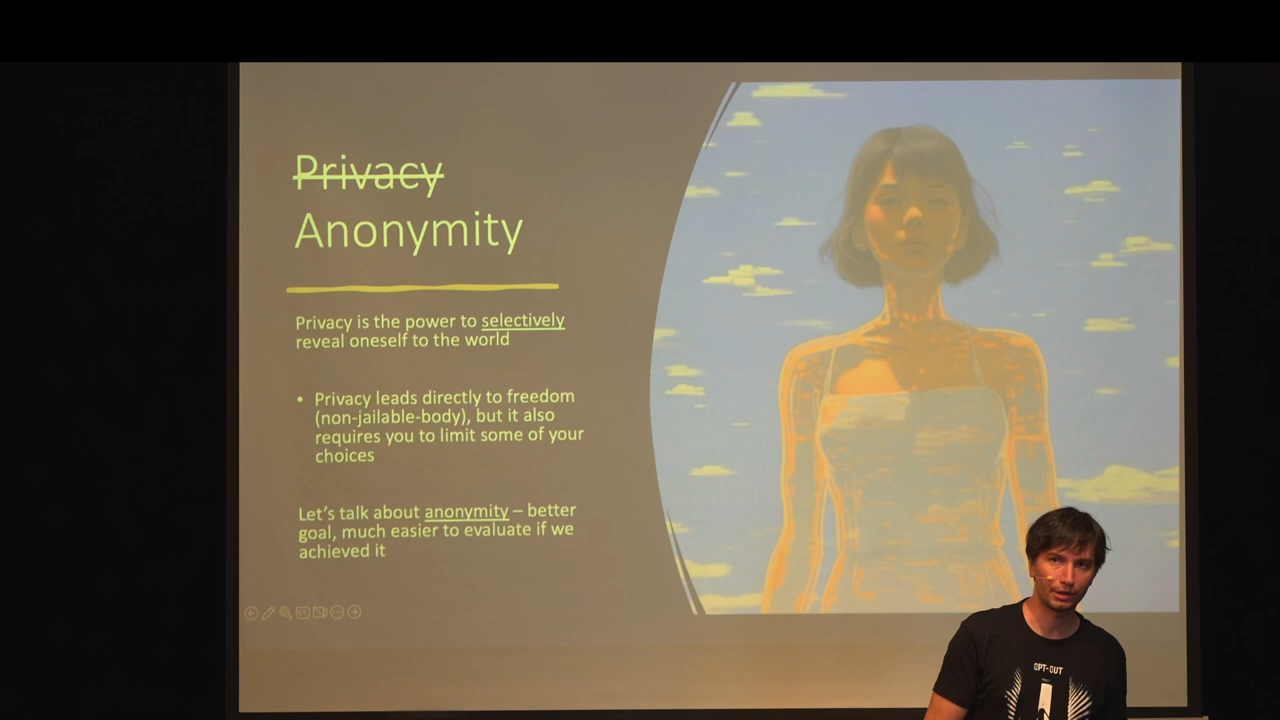 Privacy
Anonymity
Privacy is the power to selectively
reveal oneself to the world
• Privacy leads directly to freedom
(non-jailable-body), but it also
requires you to limit some of your
choices
Let's talk about anonymity – better
goal, much easier to evaluate if we
achieved it
OPT-OUT